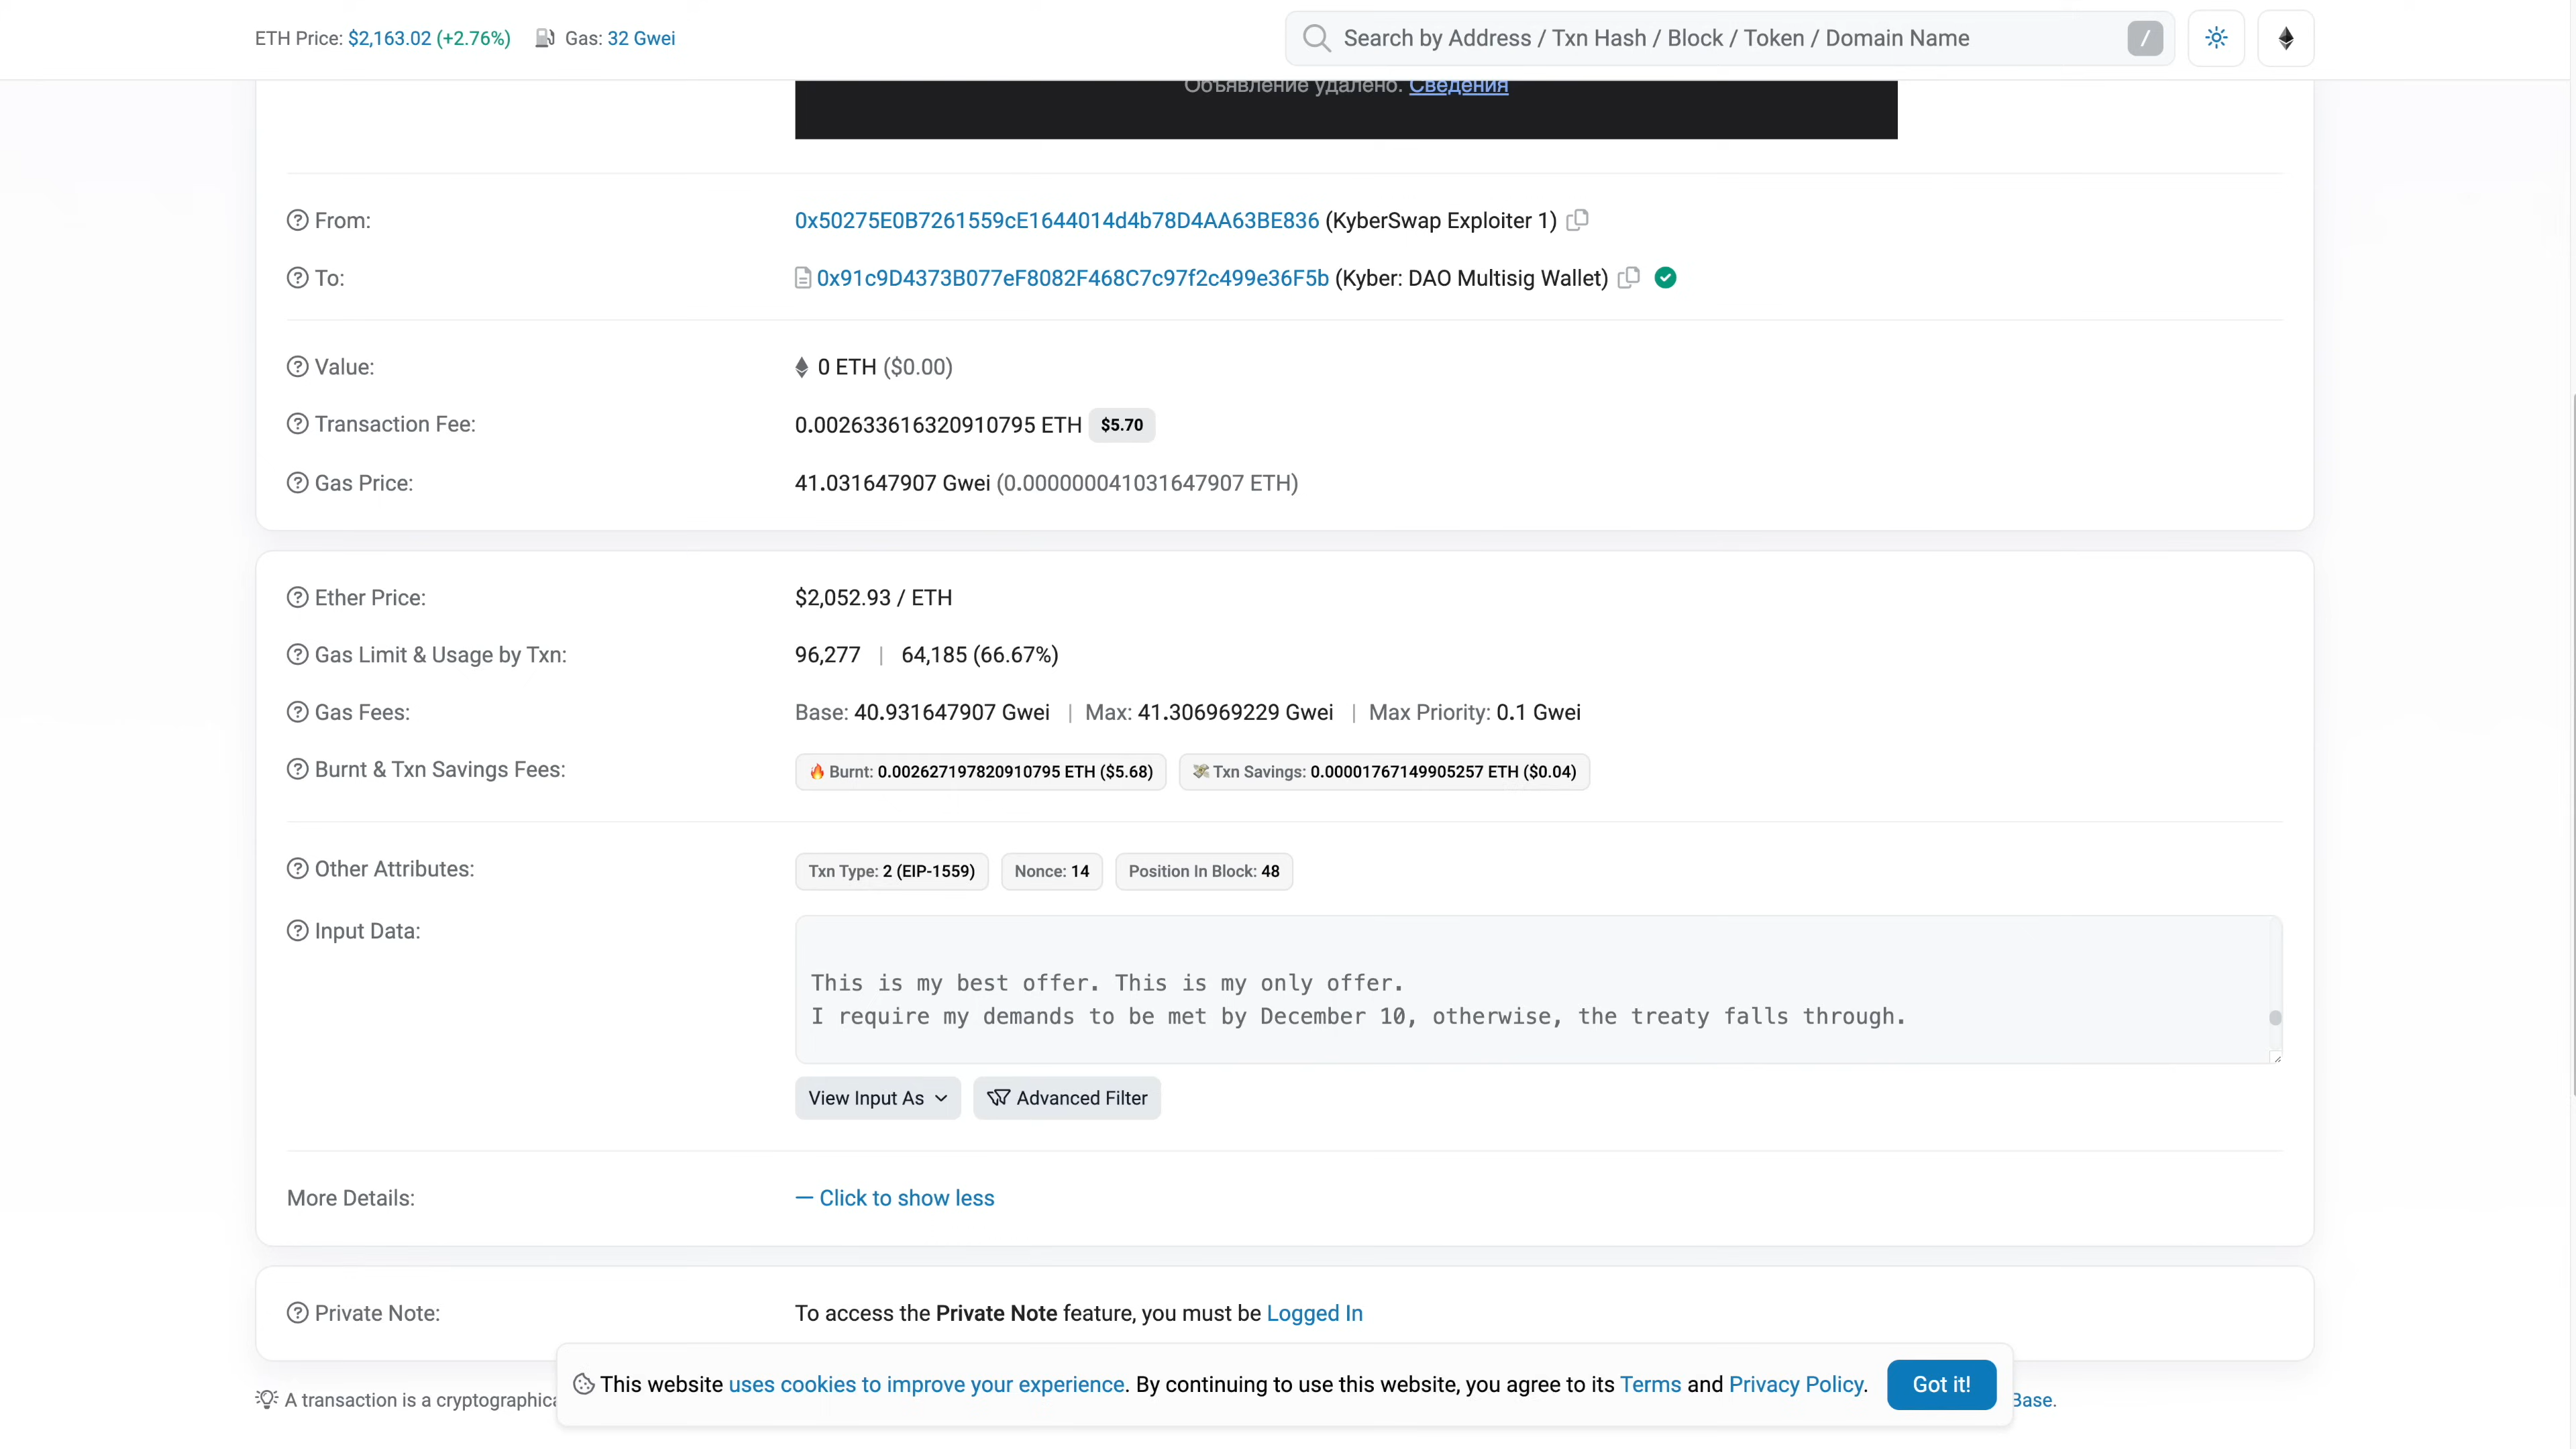 ETH Price: $2,163.02 (+2.76%) Gas: 32 Gwei
Search by Address / Txn Hash / Block / Token / Domain Name /
Объявление удалено. Сведения
From: 0x50275E0B7261559cE1644014d4b78D4AA63BE836 (KyberSwap Exploiter 1)
To: 0x91c9D4373B077eF8082F468C7c97f2c499e36F5b (Kyber: DAO Multisig Wallet)
Value: 0 ETH ($0.00)
Transaction Fee: 0.002633616320910795 ETH $5.70
Gas Price: 41.031647907 Gwei (0.000000041031647907 ETH)
Ether Price: $2,052.93 / ETH
Gas Limit & Usage by Txn: 96,277 | 64,185 (66.67%)
Gas Fees: Base: 40.931647907 Gwei | Max: 41.306969229 Gwei | Max Priority: 0.1 Gwei
Burnt & Txn Savings Fees: Burnt: 0.002627197820910795 ETH ($5.68) Txn Savings: 0.00001767149905257 ETH ($0.04)
Other Attributes: Txn Type: 2 (EIP-1559) Nonce: 14 Position In Block: 48
Input Data:
This is my best offer. This is my only offer.
I require my demands to be met by December 10, otherwise, the treaty falls through.
View Input As Advanced Filter
More Details: — Click to show less
Private Note: To access the Private Note feature, you must be Logged In
This website uses cookies to improve your experience. By continuing to use this website, you agree to its Terms and Privacy Policy. Got it!
A transaction is a cryptographica Base.